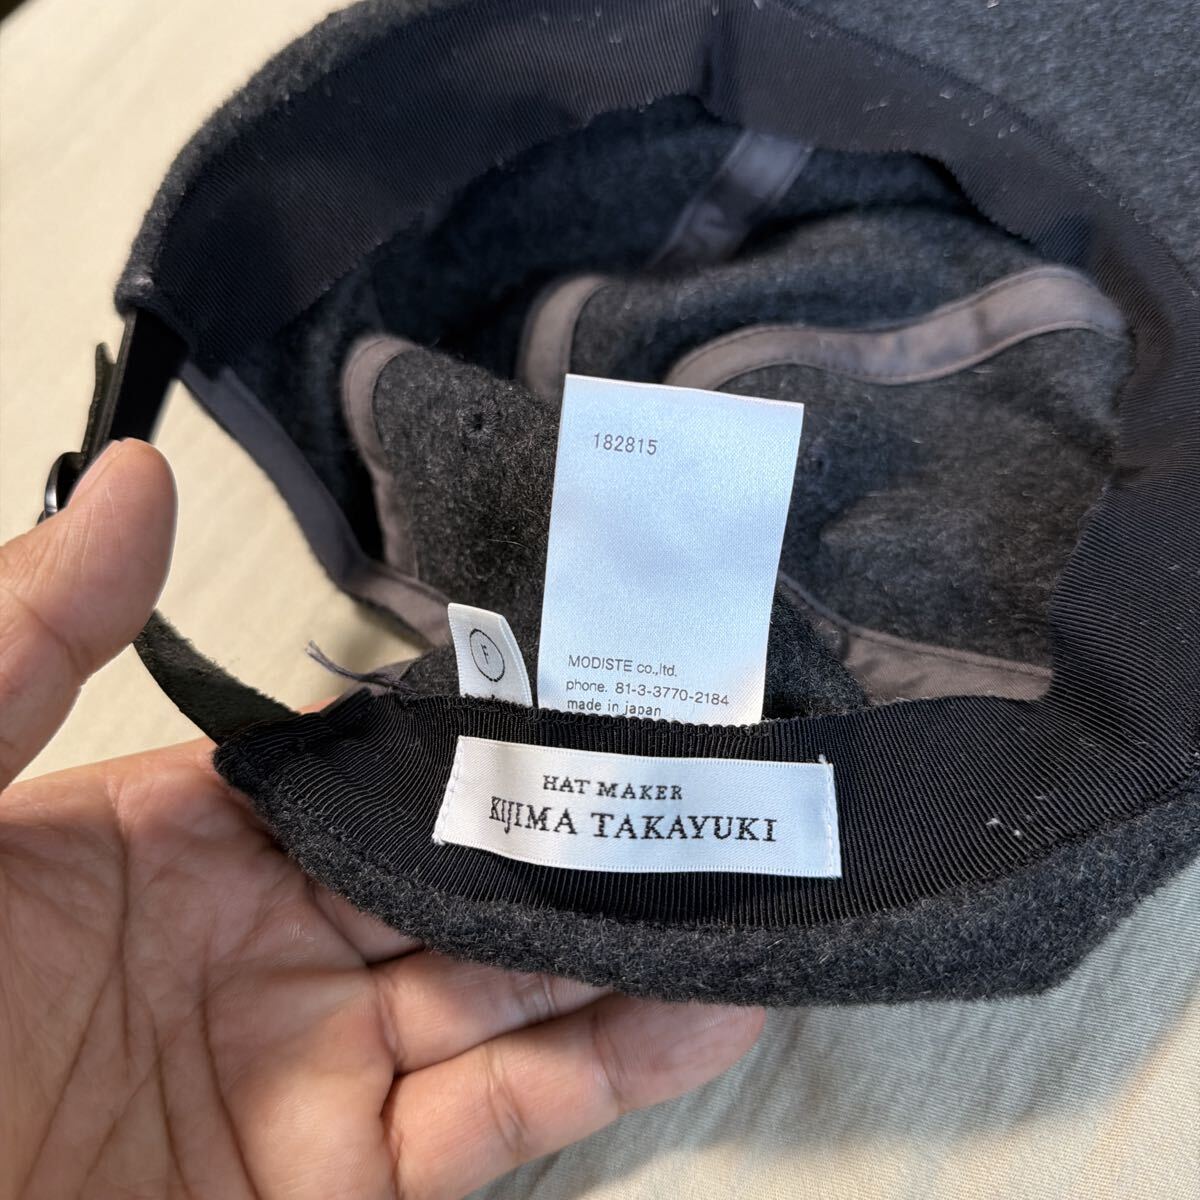 182815
F
MODISTE co.,ltd.
phone. 81-3-3770-2184
made in japan
HAT MAKER
KIJIMA TAKAYUKI